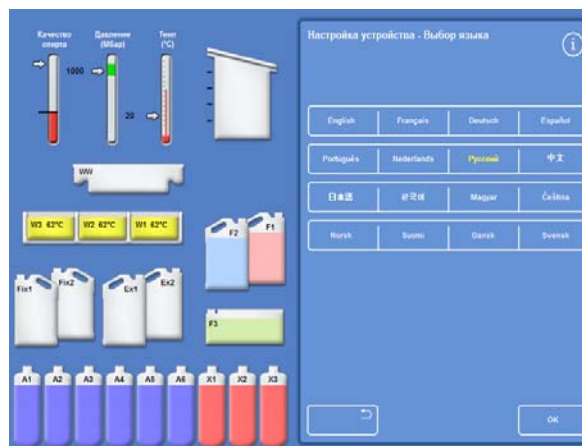 Качество спирта
Давление (Мбар)
Темп (°C)
1000
20
WW
W3 62°C
W2 62°C
W1 62°C
F2
F1
Fix1
Fix2
Ex1
Ex2
F3
A1
A2
A3
A4
A5
A6
X1
X2
X3
Настройка устройства - Выбор языка
i
English
Français
Deutsch
Español
Português
Nederlands
Русский
中文
日本語
한국어
Magyar
Čeština
Norsk
Suomi
Dansk
Svensk
OK